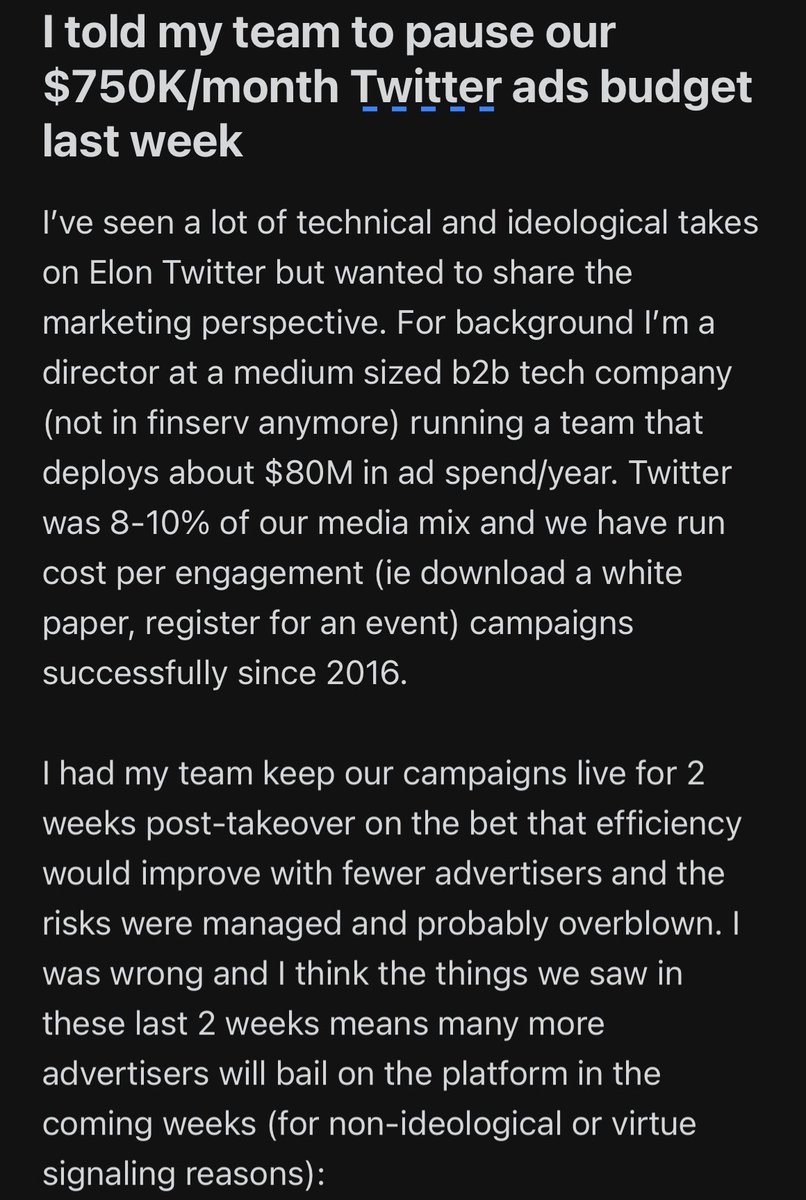 I told my team to pause our
$750K/month Twitter ads budget
last week
I’ve seen a lot of technical and ideological takes
on Elon Twitter but wanted to share the
marketing perspective. For background I’m a
director at a medium sized b2b tech company
(not in finserv anymore) running a team that
deploys about $80M in ad spend/year. Twitter
was 8-10% of our media mix and we have run
cost per engagement (ie download a white
paper, register for an event) campaigns
successfully since 2016.
I had my team keep our campaigns live for 2
weeks post-takeover on the bet that efficiency
would improve with fewer advertisers and the
risks were managed and probably overblown. I
was wrong and I think the things we saw in
these last 2 weeks means many more
advertisers will bail on the platform in the
coming weeks (for non-ideological or virtue
signaling reasons):